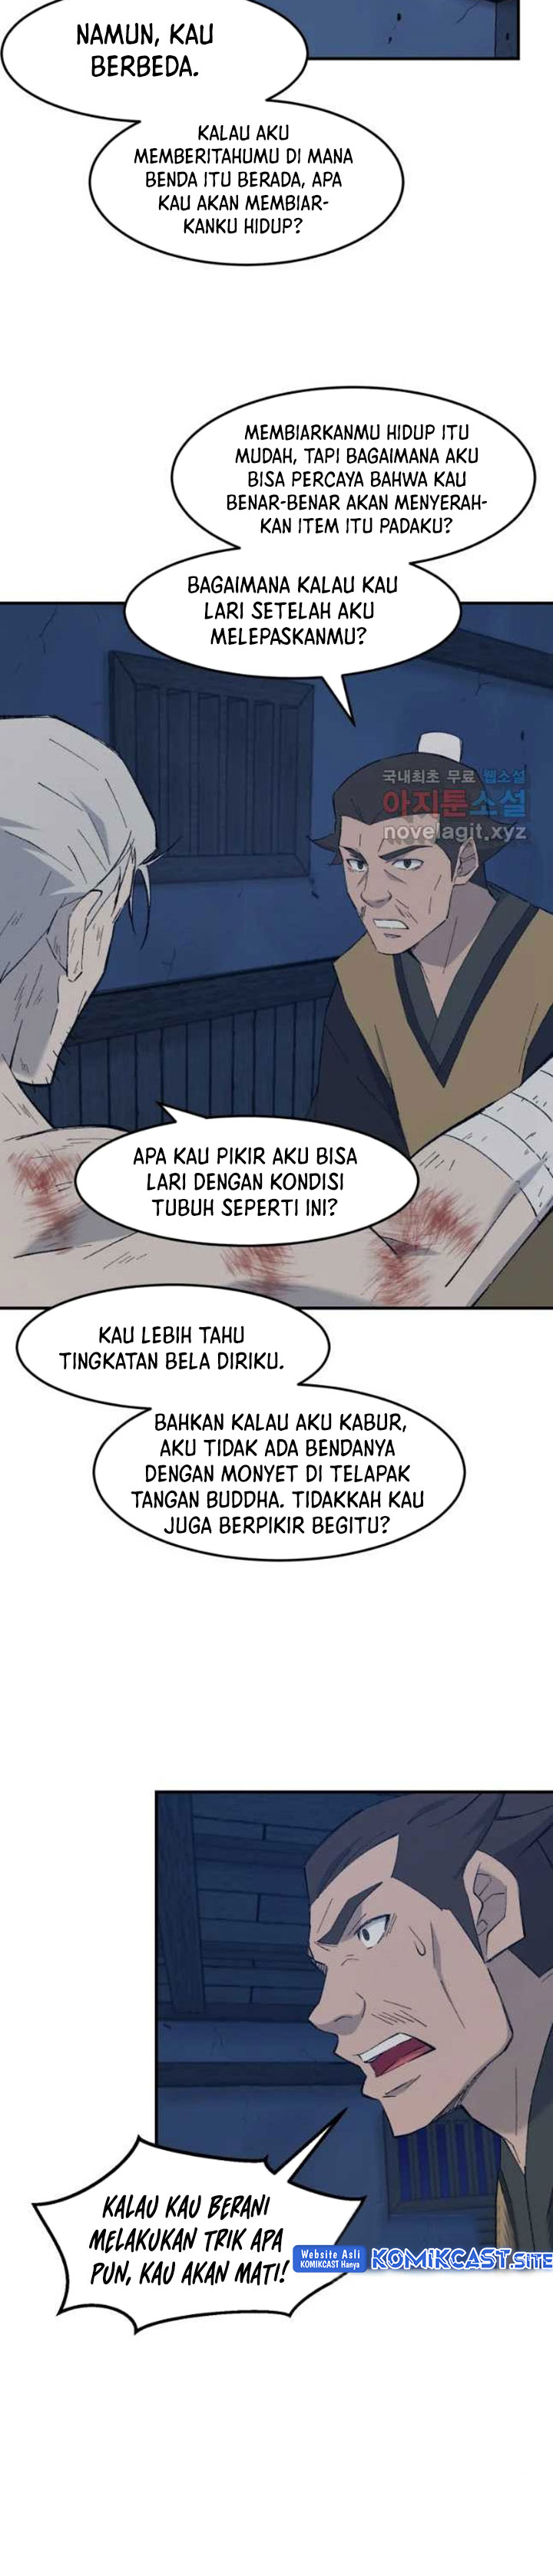 NAMUN, KAU
BERBEDA.
KALAU AKU
MEMBERITAHUMU DI MANA
BENDA ITU BERADA, APA
KAU AKAN MEMBIAR-
KANKU HIDUP?
MEMBIARKANMU HIDUP ITU
MUDAH, TAPI BAGAIMANA AKU
BISA PERCAYA BAHWA KAU
BENAR-BENAR AKAN MENYERAH-
KAN ITEM ITU PADAKU?
BAGAIMANA KALAU KAU
LARI SETELAH AKU
MELEPASKANMU?
국내최초 무료 웹소설
아지툰소설
novelagit.xyz
APA KAU PIKIR AKU BISA
LARI DENGAN KONDISI
TUBUH SEPERTI INI?
KAU LEBIH TAHU
TINGKATAN BELA DIRIKU.
BAHKAN KALAU AKU KABUR,
AKU TIDAK ADA BENDANYA
DENGAN MONYET DI TELAPAK
TANGAN BUDDHA. TIDAKKAH KAU
JUGA BERPIKIR BEGITU?
KALAU KAU BERANI
MELAKUKAN TRIK APA
PUN, KAU AKAN MATI!
Website Asli
KOMIKCAST Hanya
KOMIKCAST.SITE